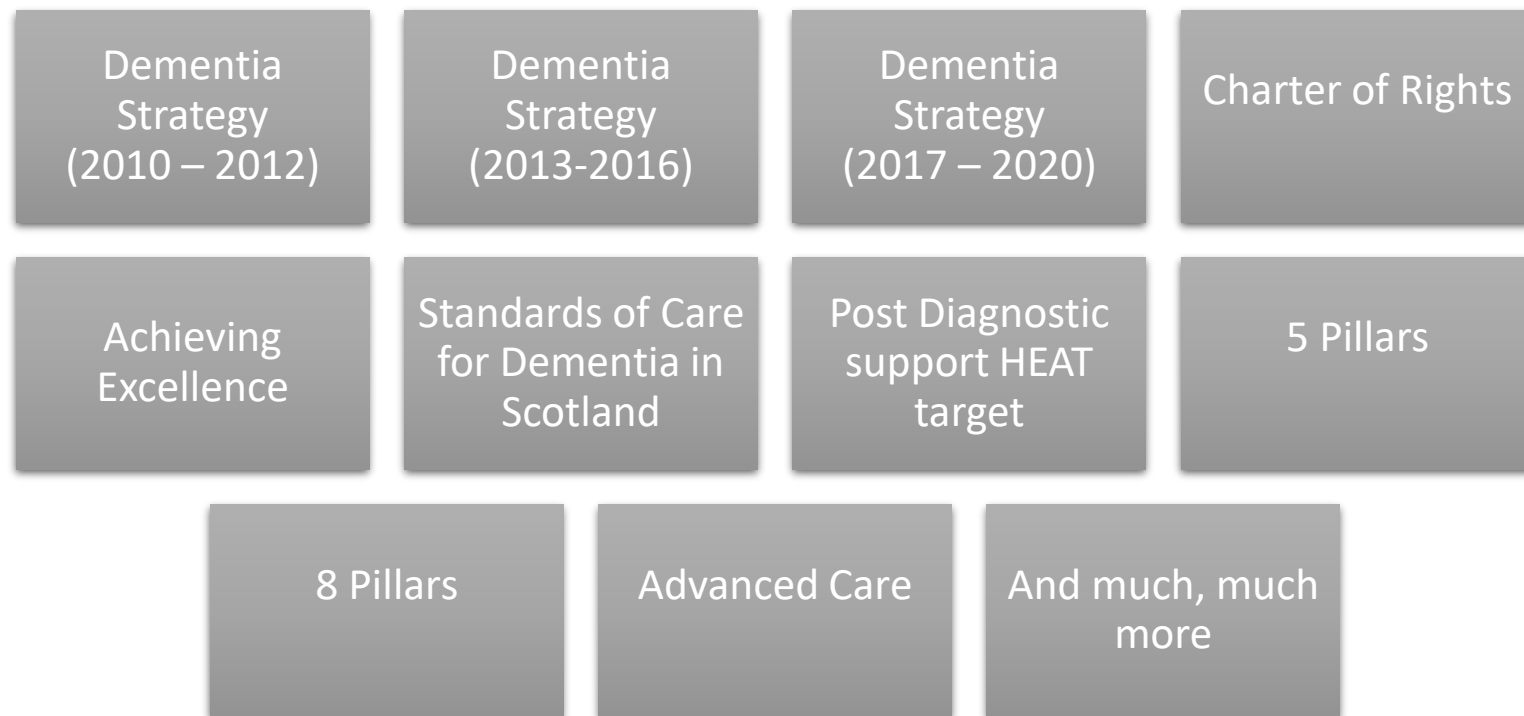 Dementia
Strategy
(2010 – 2012)
Dementia
Strategy
(2013-2016)
Dementia
Strategy
(2017 – 2020)
Charter of Rights
Achieving
Excellence
Standards of Care
for Dementia in
Scotland
Post Diagnostic
support HEAT
target
5 Pillars
8 Pillars
Advanced Care
And much, much
more